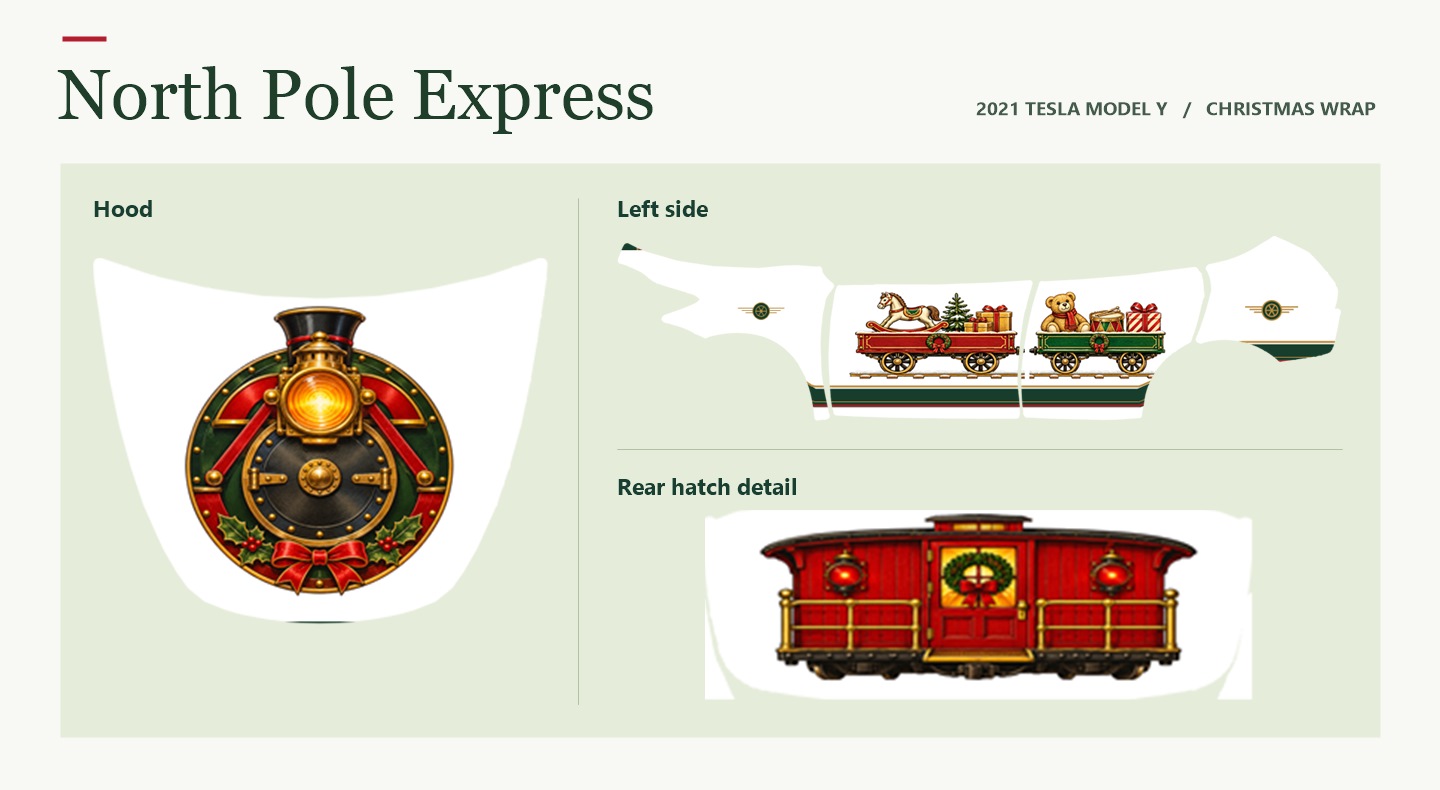 North Pole Express
2021 TESLA MODEL Y / CHRISTMAS WRAP
Hood
Left side
Rear hatch detail